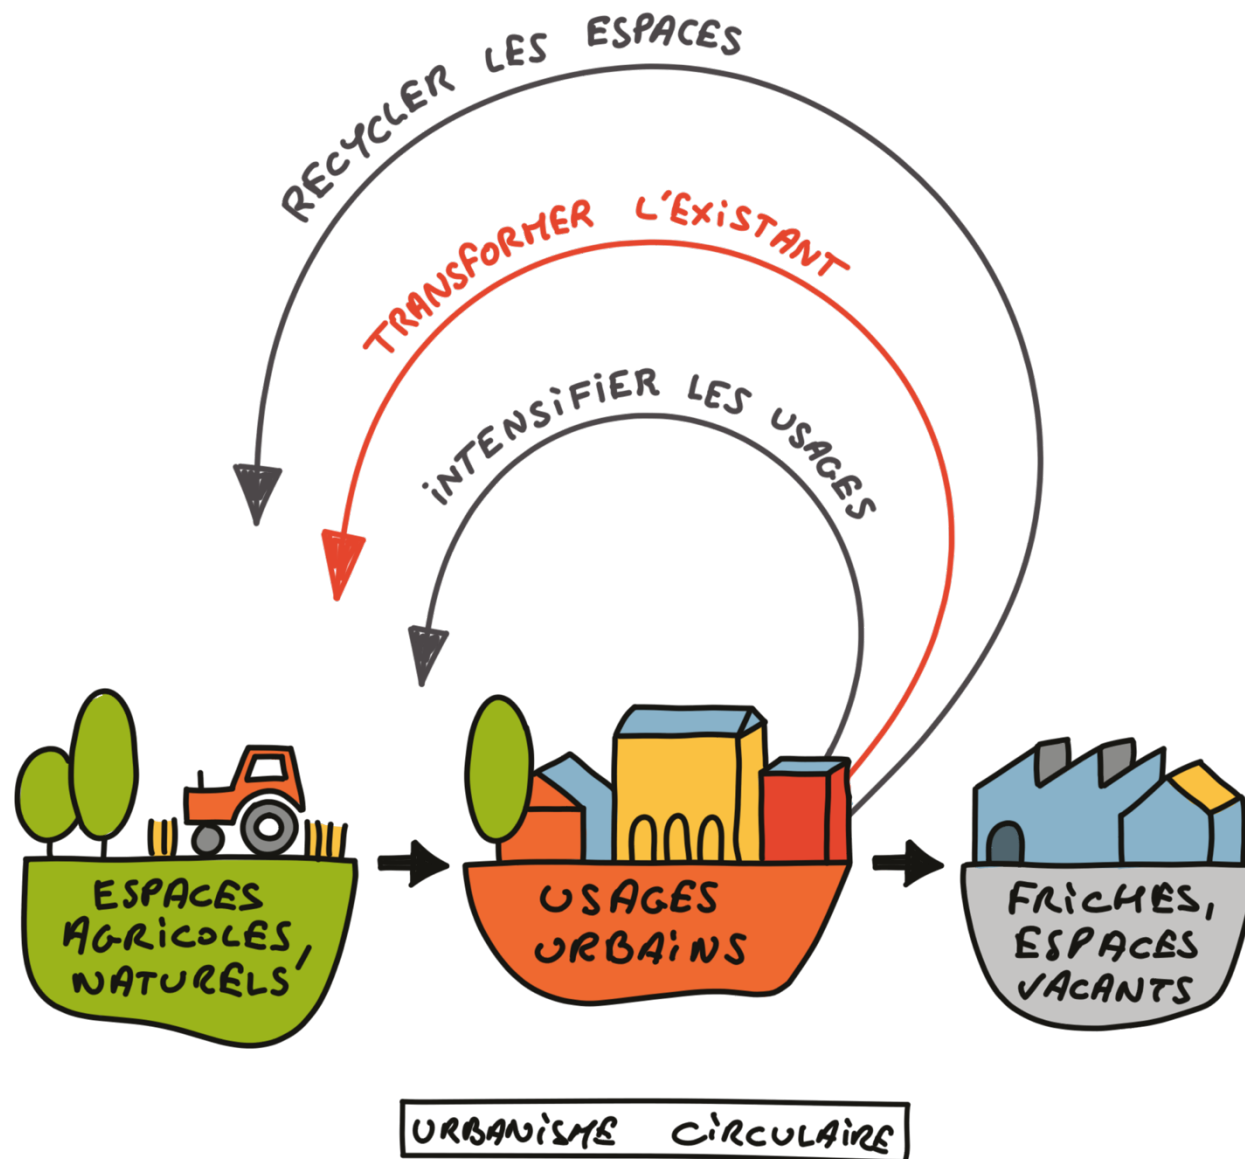 RECYCLER LES ESPACES
TRANSFORMER L'EXISTANT
INTENSIFIER LES USAGES
ESPACES
AGRICOLES,
NATURELS
USAGES
URBAINS
FRICHES,
ESPACES
VACANTS
URBANISME CIRCULAIRE